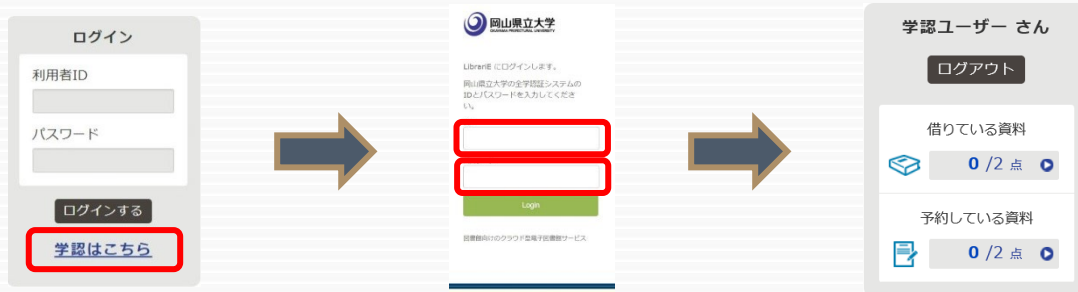 ログイン
利用者ID
パスワード
ログインする
学認はこちら
岡山県立大学
OKAYAMA PREFECTURAL UNIVERSITY
LibrariE にログインします。
岡山県立大学の全学認証システムの
IDとパスワードを入力してくださ
い。
Login
図書館向けのクラウド型電子図書館サービス
学認ユーザー さん
ログアウト
借りている資料
0 /2 点
予約している資料
0 /2 点